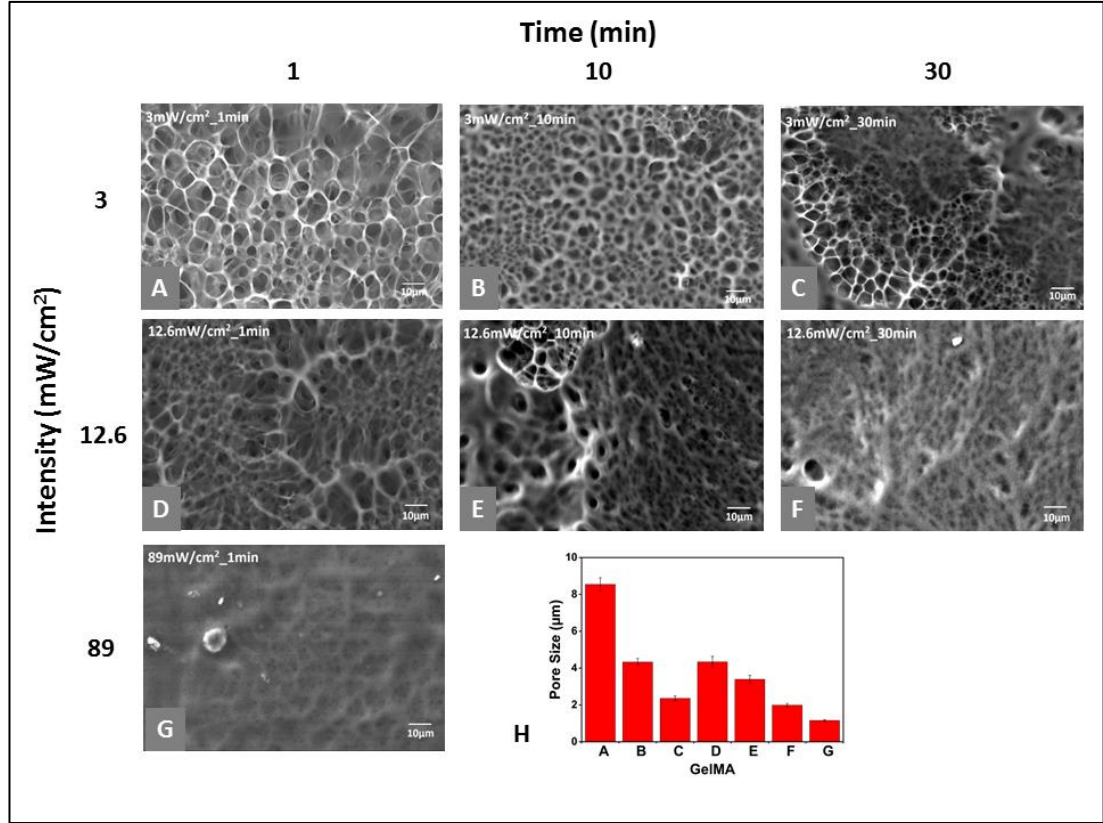 Time (min)
1 10 30
Intensity (mW/cm²)
3
3mW/cm²_1min
A
10μm
3mW/cm²_10min
B
10μm
3mW/cm²_30min
C
10μm
12.6
12.6mW/cm²_1min
D
10μm
12.6mW/cm²_10min
E
10μm
12.6mW/cm²_30min
F
10μm
89
89mW/cm²_1min
G
10μm
H
Pore Size (μm)
10
8
6
4
2
0
A B C D E F G
GelMA